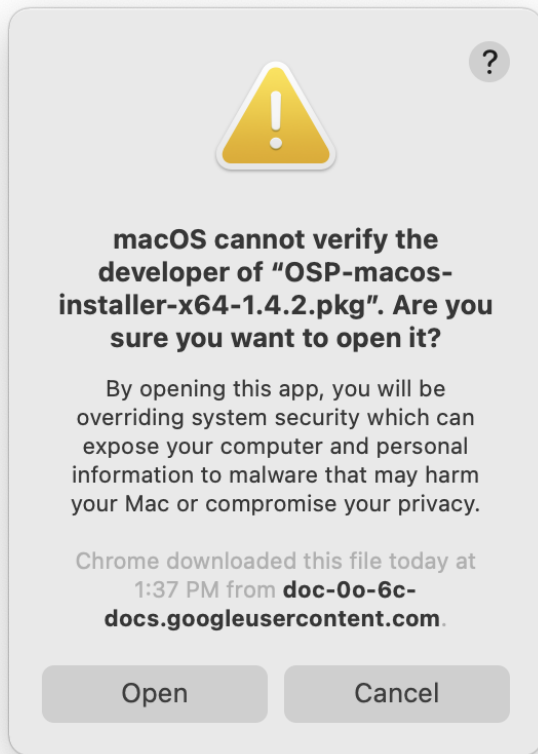 ?
macOS cannot verify the
developer of “OSP-macos-
installer-x64-1.4.2.pkg”. Are you
sure you want to open it?
By opening this app, you will be
overriding system security which can
expose your computer and personal
information to malware that may harm
your Mac or compromise your privacy.
Chrome downloaded this file today at
1:37 PM from doc-0o-6c-
docs.googleusercontent.com.
Open Cancel